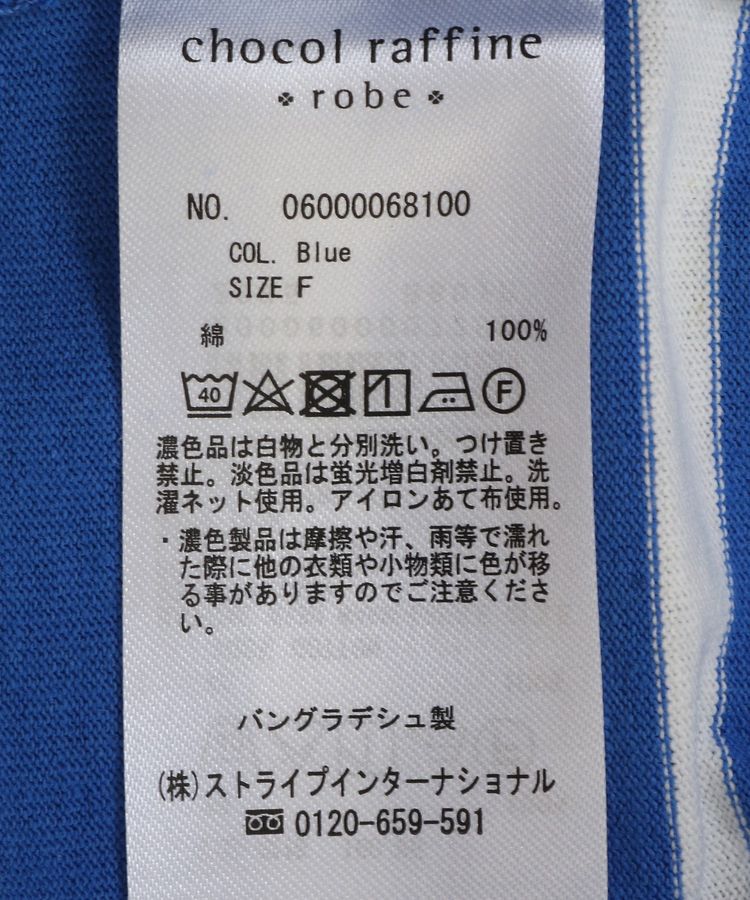 chocol raffine
robe
NO. 06000068100
COL. Blue
SIZE F
綿 100%
40 F
濃色品は白物と分別洗い。つけ置き
禁止。淡色品は蛍光増白剤禁止。洗
濯ネット使用。アイロンあて布使用。
・濃色製品は摩擦や汗、雨等で濡れ
た際に他の衣類や小物類に色が移
る事がありますのでご注意くださ
い。
バングラデシュ製
(株)ストライプインターナショナル
0120-659-591